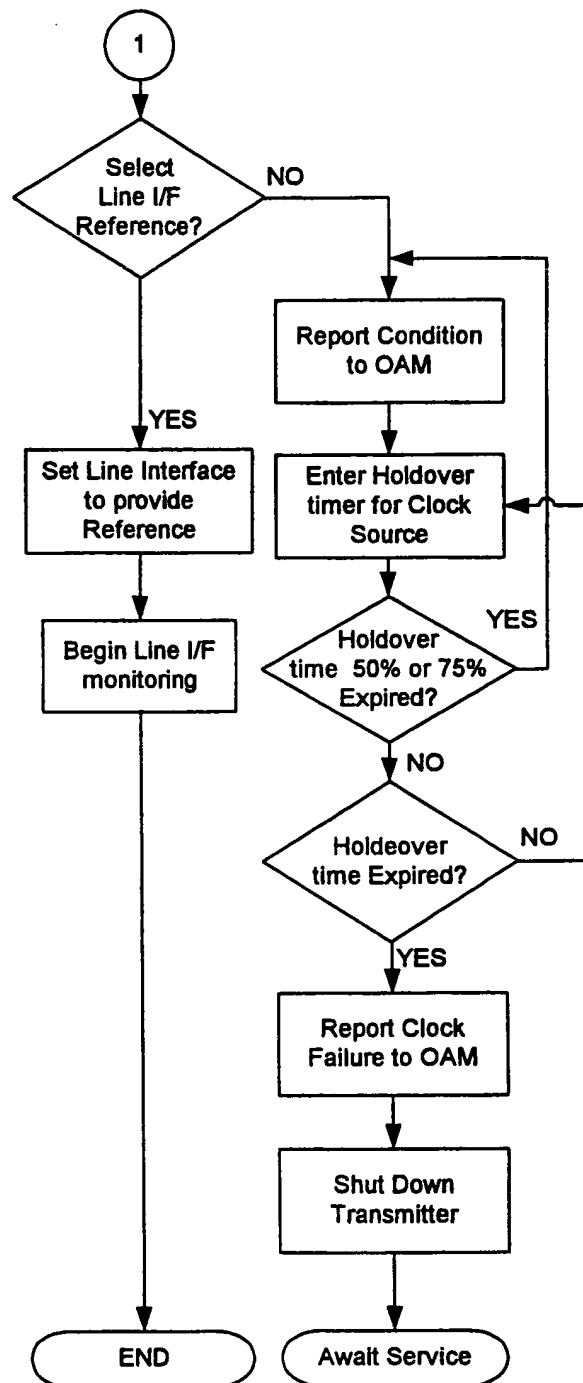 1
Select
Line I/F
Reference?
NO
Report Condition
to OAM
YES
Set Line Interface
to provide
Reference
Enter Holdover
timer for Clock
Source
Begin Line I/F
monitoring
Holdover
time 50% or 75%
Expired?
YES
NO
Holdeover
time Expired?
NO
YES
Report Clock
Failure to OAM
Shut Down
Transmitter
END
Await Service